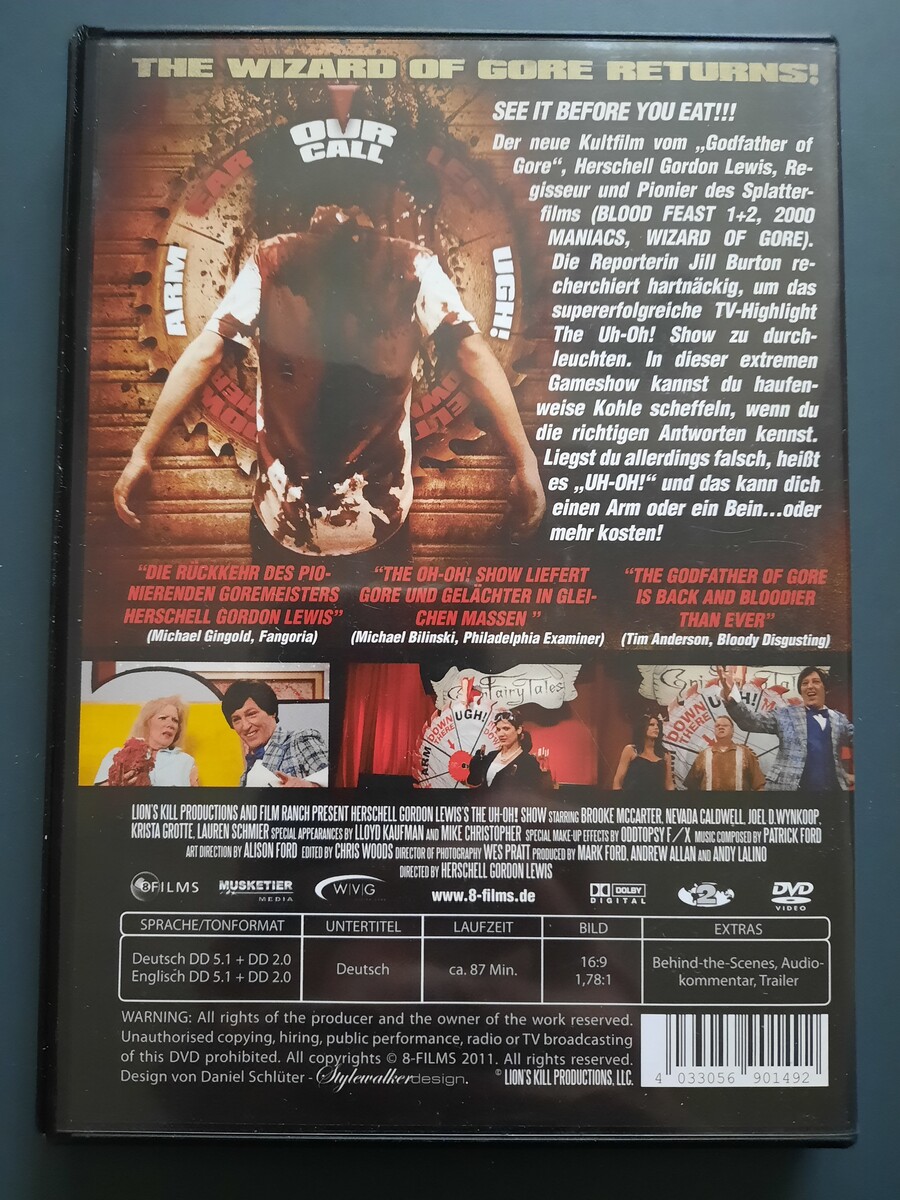 THE WIZARD OF GORE RETURNS!
OUR
CALL
EAR
LEG
ARM
UGH!
SEE IT BEFORE YOU EAT!!!
Der neue Kultfilm vom „Godfather of
Gore“, Herschell Gordon Lewis, Re-
gisseur und Pionier des Splatter-
films (BLOOD FEAST 1+2, 2000
MANIACS, WIZARD OF GORE).
Die Reporterin Jill Burton re-
cherchiert hartnäckig, um das
supererfolgreiche TV-Highlight
The Uh-Oh! Show zu durch-
leuchten. In dieser extremen
Gameshow kannst du haufen-
weise Kohle scheffeln, wenn du
die richtigen Antworten kennst.
Liegst du allerdings falsch, heißt
es „UH-OH!“ und das kann dich
einen Arm oder ein Bein...oder
mehr kosten!
“DIE RÜCKKEHR DES PIO-
NIERENDEN GOREMEISTERS
HERSCHELL GORDON LEWIS”
(Michael Gingold, Fangoria)
“THE OH-OH! SHOW LIEFERT
GORE UND GELÄCHTER IN GLEI-
CHEN MASSEN ”
(Michael Bilinski, Philadelphia Examiner)
“THE GODFATHER OF GORE
IS BACK AND BLOODIER
THAN EVER”
(Tim Anderson, Bloody Disgusting)
Fairy Tales
UGH!
DOWN
THERE
ARM
UGH!
DOWN
THERE
LION'S KILL PRODUCTIONS AND FILM RANCH PRESENT HERSCHELL GORDON LEWIS'S THE UH-OH! SHOW STARRING BROOKE MCCARTER, NEVADA CALDWELL, JOEL D.WYNKOOP,
KRISTA GROTTE, LAUREN SCHMIER SPECIAL APPEARANCES BY LLOYD KAUFMAN AND MIKE CHRISTOPHER SPECIAL MAKE-UP EFFECTS BY ODDTOPSY F/X MUSIC COMPOSED BY PATRICK FORD
ART DIRECTION BY ALISON FORD EDITED BY CHRIS WOODS DIRECTOR OF PHOTOGRAPHY WES PRATT PRODUCED BY MARK FORD, ANDREW ALLAN AND ANDY LALINO
DIRECTED BY HERSCHELL GORDON LEWIS
8FILMS
MUSKETIER
MEDIA
WVG
www.8-films.de
DOLBY
DIGITAL
2
DVD
VIDEO
SPRACHE/TONFORMAT
UNTERTITEL
LAUFZEIT
BILD
EXTRAS
Deutsch DD 5.1 + DD 2.0
Englisch DD 5.1 + DD 2.0
Deutsch
ca. 87 Min.
16:9
1,78:1
Behind-the-Scenes, Audio-
kommentar, Trailer
WARNING: All rights of the producer and the owner of the work reserved.
Unauthorised copying, hiring, public performance, radio or TV broadcasting
of this DVD prohibited. All copyrights © 8-FILMS 2011. All rights reserved.
Design von Daniel Schlüter - Stylewalkerdesign.
© LION'S KILL PRODUCTIONS, LLC.
4 033056 901492